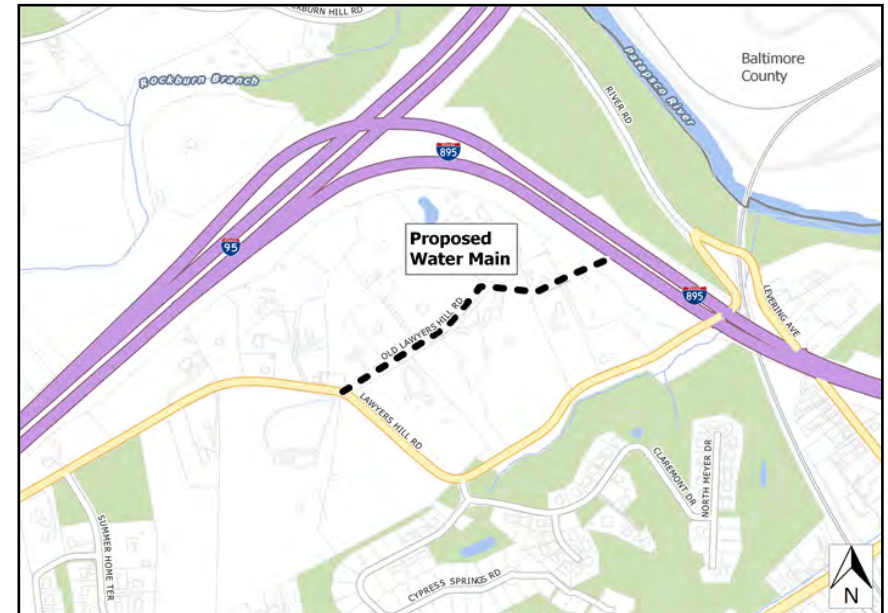 CKBURN HILL RD
Rockburn Branch
Baltimore
County
Patapsco River
RIVER RD
895
95
Proposed
Water Main
895
OLD LAWYERS HILL RD
LEVERING AVE
LAWYERS HILL RD
CLAREMONT DR
NORTH MEYER DR
SUMMER HOME TER
CYPRESS SPRINGS RD
N